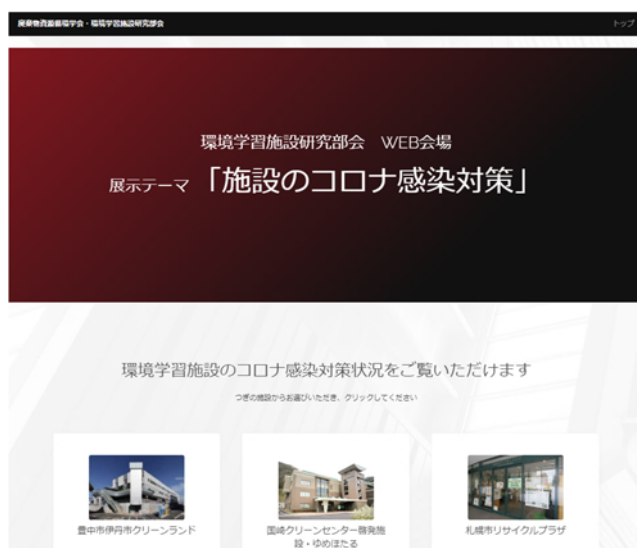 廃棄物資源循環学会・環境学習施設研究部会
トップ
環境学習施設研究部会 WEB会場
展示テーマ 「施設のコロナ感染対策」
環境学習施設のコロナ感染対策状況をご覧いただけます
つぎの施設からお選びいただき、クリックしてください
豊中市伊丹市クリーンランド
国崎クリーンセンター啓発施
設・ゆめほたる
札幌市リサイクルプラザ